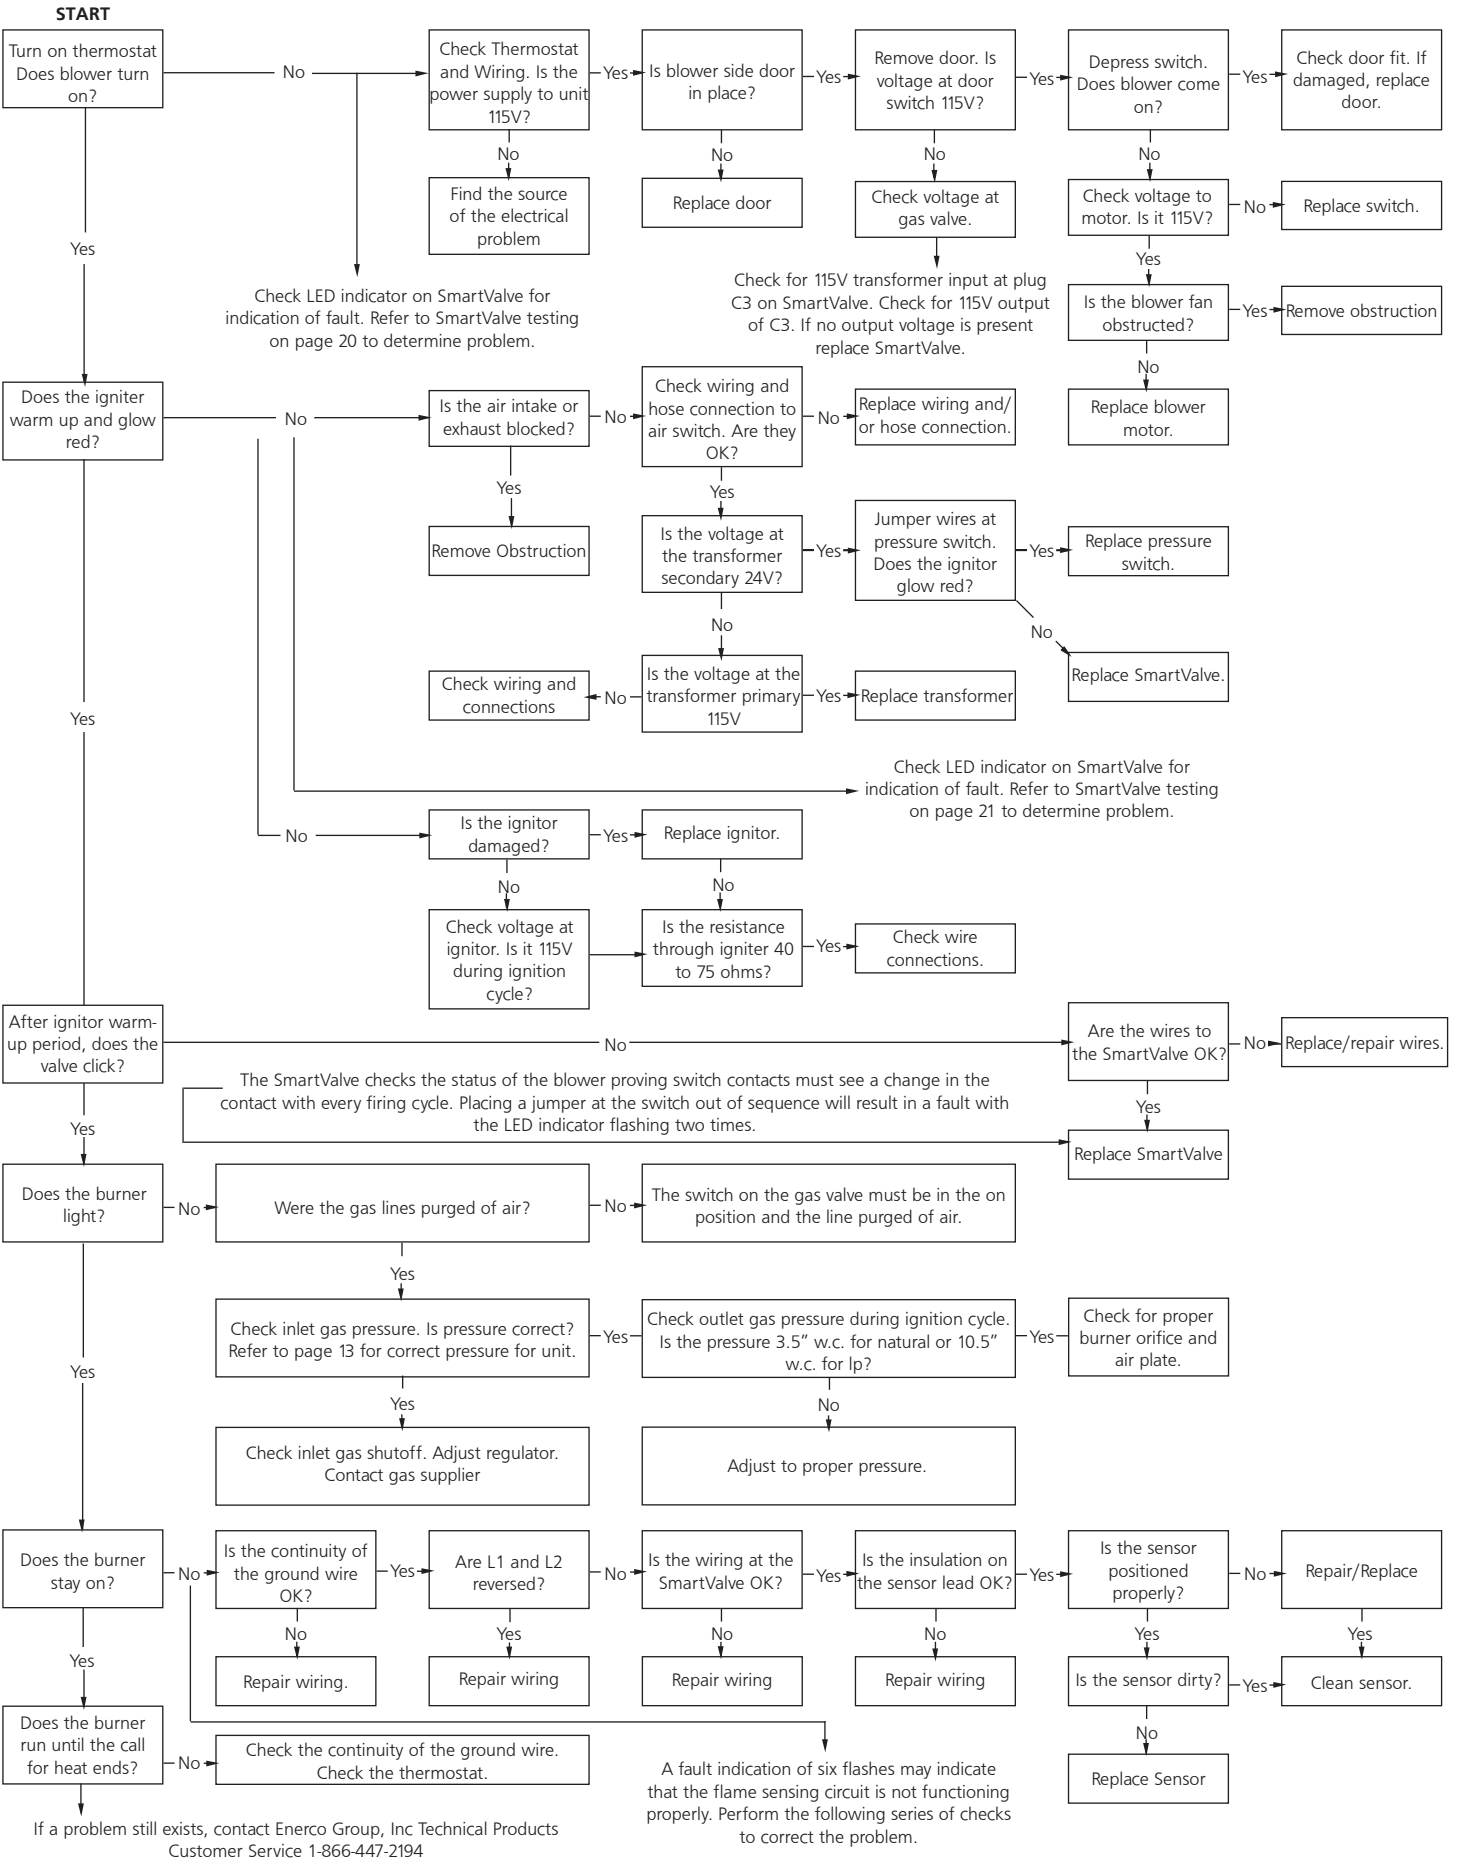 START
Turn on thermostat
Does blower turn
on?
No
Check Thermostat
and Wiring. Is the
power supply to unit
115V?
Yes
Is blower side door
in place?
Yes
Remove door. Is
voltage at door
switch 115V?
Yes
Depress switch.
Does blower come
on?
Yes
Check door fit. If
damaged, replace
door.
No
No
No
No
Find the source
of the electrical
problem
Replace door
Check voltage at
gas valve.
Check voltage to
motor. Is it 115V?
No
Replace switch.
Yes
Yes
Check LED indicator on SmartValve for
indication of fault. Refer to SmartValve testing
on page 20 to determine problem.
Check for 115V transformer input at plug
C3 on SmartValve. Check for 115V output
of C3. If no output voltage is present
replace SmartValve.
Is the blower fan
obstructed?
Yes
Remove obstruction
No
Replace blower
motor.
Does the igniter
warm up and glow
red?
No
Is the air intake or
exhaust blocked?
No
Check wiring and
hose connection to
air switch. Are they
OK?
No
Replace wiring and/
or hose connection.
Yes
Yes
Remove Obstruction
Is the voltage at
the transformer
secondary 24V?
Yes
Jumper wires at
pressure switch.
Does the ignitor
glow red?
Yes
Replace pressure
switch.
No
No
Replace SmartValve.
Check wiring and
connections
No
Is the voltage at the
transformer primary
115V
Yes
Replace transformer
Yes
Check LED indicator on SmartValve for
indication of fault. Refer to SmartValve testing
on page 21 to determine problem.
No
Is the ignitor
damaged?
Yes
Replace ignitor.
No
No
Check voltage at
ignitor. Is it 115V
during ignition
cycle?
Is the resistance
through igniter 40
to 75 ohms?
Yes
Check wire
connections.
After ignitor warm-
up period, does the
valve click?
No
Are the wires to
the SmartValve OK?
No
Replace/repair wires.
The SmartValve checks the status of the blower proving switch contacts must see a change in the
contact with every firing cycle. Placing a jumper at the switch out of sequence will result in a fault with
the LED indicator flashing two times.
Yes
Yes
Replace SmartValve
Does the burner
light?
No
Were the gas lines purged of air?
No
The switch on the gas valve must be in the on
position and the line purged of air.
Yes
Check inlet gas pressure. Is pressure correct?
Refer to page 13 for correct pressure for unit.
Yes
Check outlet gas pressure during ignition cycle.
Is the pressure 3.5” w.c. for natural or 10.5”
w.c. for lp?
Yes
Check for proper
burner orifice and
air plate.
Yes
Yes
No
Check inlet gas shutoff. Adjust regulator.
Contact gas supplier
Adjust to proper pressure.
Does the burner
stay on?
No
Is the continuity of
the ground wire
OK?
Yes
Are L1 and L2
reversed?
No
Is the wiring at the
SmartValve OK?
Yes
Is the insulation on
the sensor lead OK?
Yes
Is the sensor
positioned
properly?
No
Repair/Replace
Yes
No
Yes
No
No
Yes
Yes
Repair wiring.
Repair wiring
Repair wiring
Repair wiring
Is the sensor dirty?
Yes
Clean sensor.
No
Replace Sensor
Does the burner
run until the call
for heat ends?
No
Check the continuity of the ground wire.
Check the thermostat.
A fault indication of six flashes may indicate
that the flame sensing circuit is not functioning
properly. Perform the following series of checks
to correct the problem.
If a problem still exists, contact Enerco Group, Inc Technical Products
Customer Service 1-866-447-2194